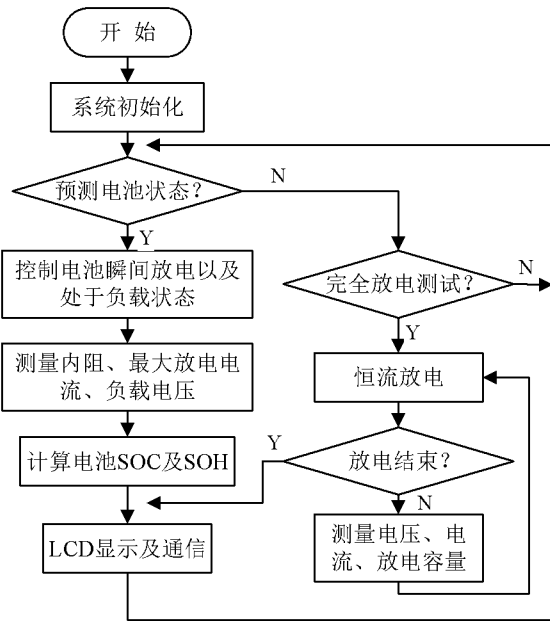 开 始
系统初始化
预测电池状态?
N
Y
控制电池瞬间放电以及
处于负载状态
完全放电测试?
N
Y
测量内阻、最大放电电
流、负载电压
恒流放电
计算电池SOC及SOH
Y
放电结束?
N
LCD显示及通信
测量电压、电
流、放电容量